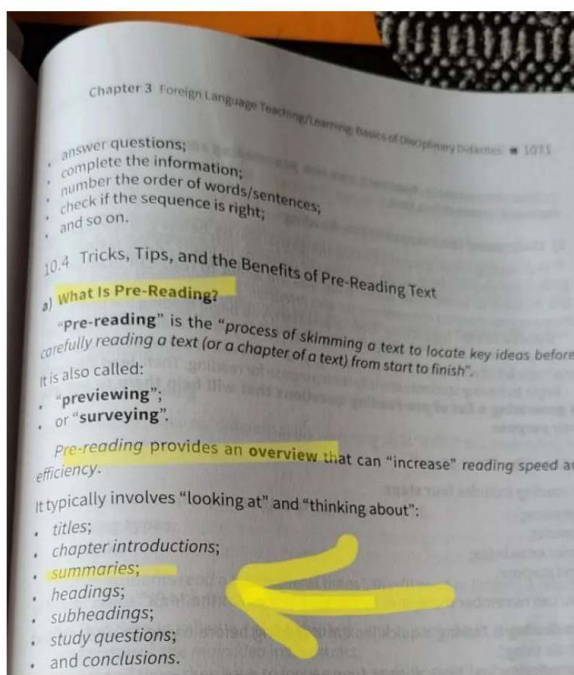 Chapter 3 Foreign Language Teaching/Learning: Basics of Disciplinary Didactics ■ 1071
• answer questions;
• complete the information;
• number the order of words/sentences;
• check if the sequence is right;
• and so on.
10.4 Tricks, Tips, and the Benefits of Pre-Reading Text
a) What Is Pre-Reading?
"Pre-reading" is the "process of skimming a text to locate key ideas before
carefully reading a text (or a chapter of a text) from start to finish".
It is also called:
• "previewing";
• or "surveying".
Pre-reading provides an overview that can "increase" reading speed
efficiency.
It typically involves "looking at" and "thinking about":
• titles;
• chapter introductions;
• summaries;
• headings;
• subheadings;
• study questions;
• and conclusions.